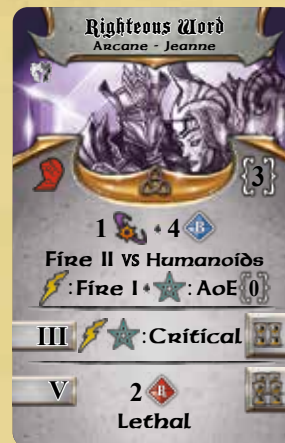 Righteous Word
Arcane - Jeanne
3
1 4 B
Fire II vs Humanoids
: Fire I : AoE 0
III : Critical
V 2 R
Lethal